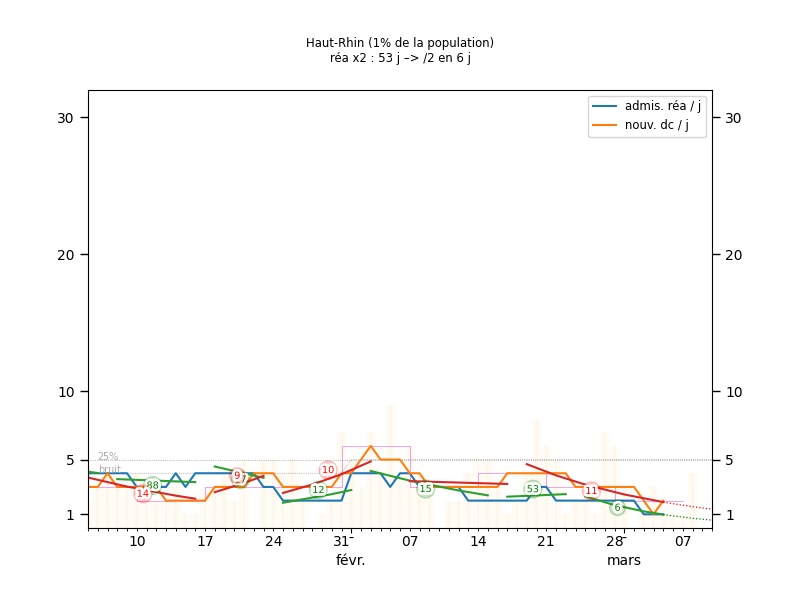 Haut-Rhin (1% de la population)
réa x2 : 53 j –> /2 en 6 j
admis. réa / j
nouv. dc / j
30 30
20 20
10 10
5 5
1 1
25%
bruit
14 88 9 12 10 15 53 11 6
10 17 24 31 07 14 21 28 07
févr. mars